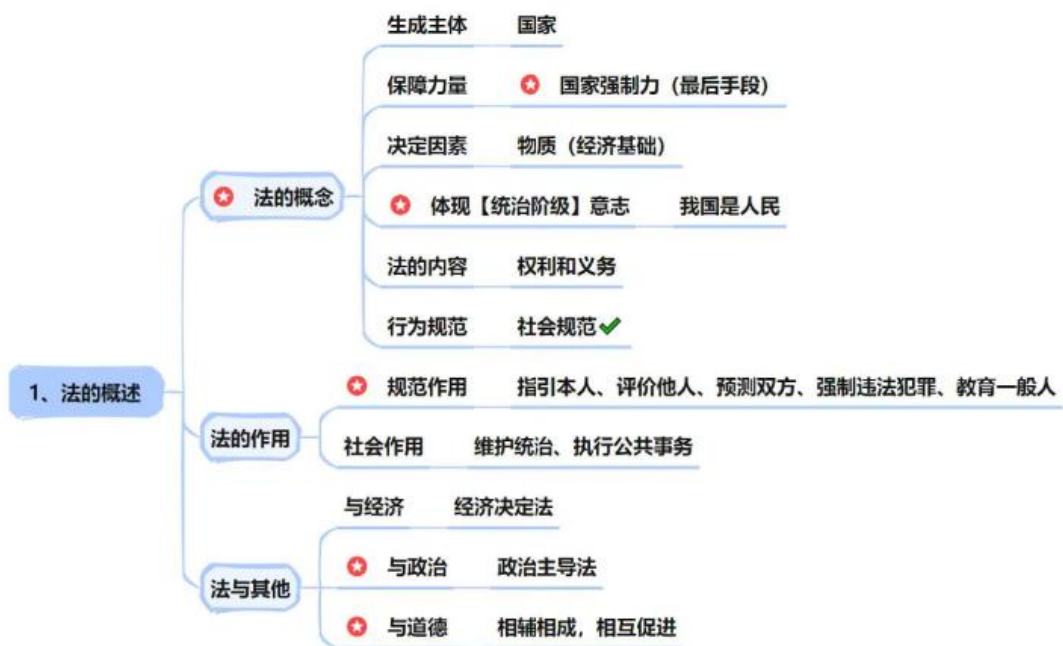 1、法的概述
法的概念
生成主体 国家
保障力量 国家强制力（最后手段）
决定因素 物质（经济基础）
体现【统治阶级】意志 我国是人民
法的内容 权利和义务
行为规范 社会规范
法的作用
规范作用 指引本人、评价他人、预测双方、强制违法犯罪、教育一般人
社会作用 维护统治、执行公共事务
法与其他
与经济 经济决定法
与政治 政治主导法
与道德 相辅相成，相互促进